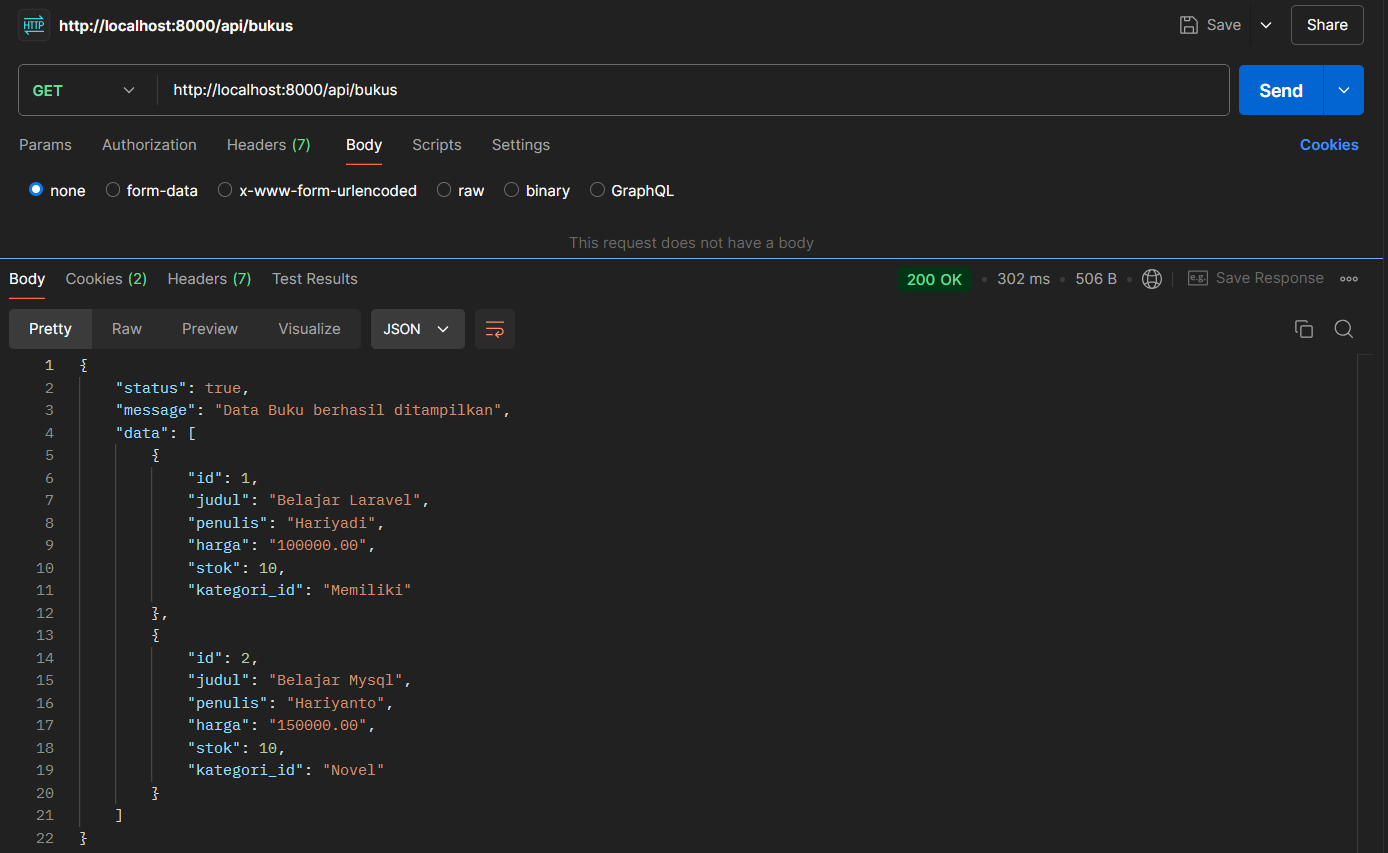 HTTP http://localhost:8000/api/bukus Save Share
GET http://localhost:8000/api/bukus Send
Params Authorization Headers (7) Body Scripts Settings Cookies
none form-data x-www-form-urlencoded raw binary GraphQL
This request does not have a body
Body Cookies (2) Headers (7) Test Results 200 OK • 302 ms • 506 B • e.g. Save Response
Pretty Raw Preview Visualize JSON
1 {
2 "status": true,
3 "message": "Data Buku berhasil ditampilkan",
4 "data": [
5 {
6 "id": 1,
7 "judul": "Belajar Laravel",
8 "penulis": "Hariyadi",
9 "harga": "100000.00",
10 "stok": 10,
11 "kategori_id": "Memiliki"
12 },
13 {
14 "id": 2,
15 "judul": "Belajar Mysql",
16 "penulis": "Hariyanto",
17 "harga": "150000.00",
18 "stok": 10,
19 "kategori_id": "Novel"
20 }
21 ]
22 }